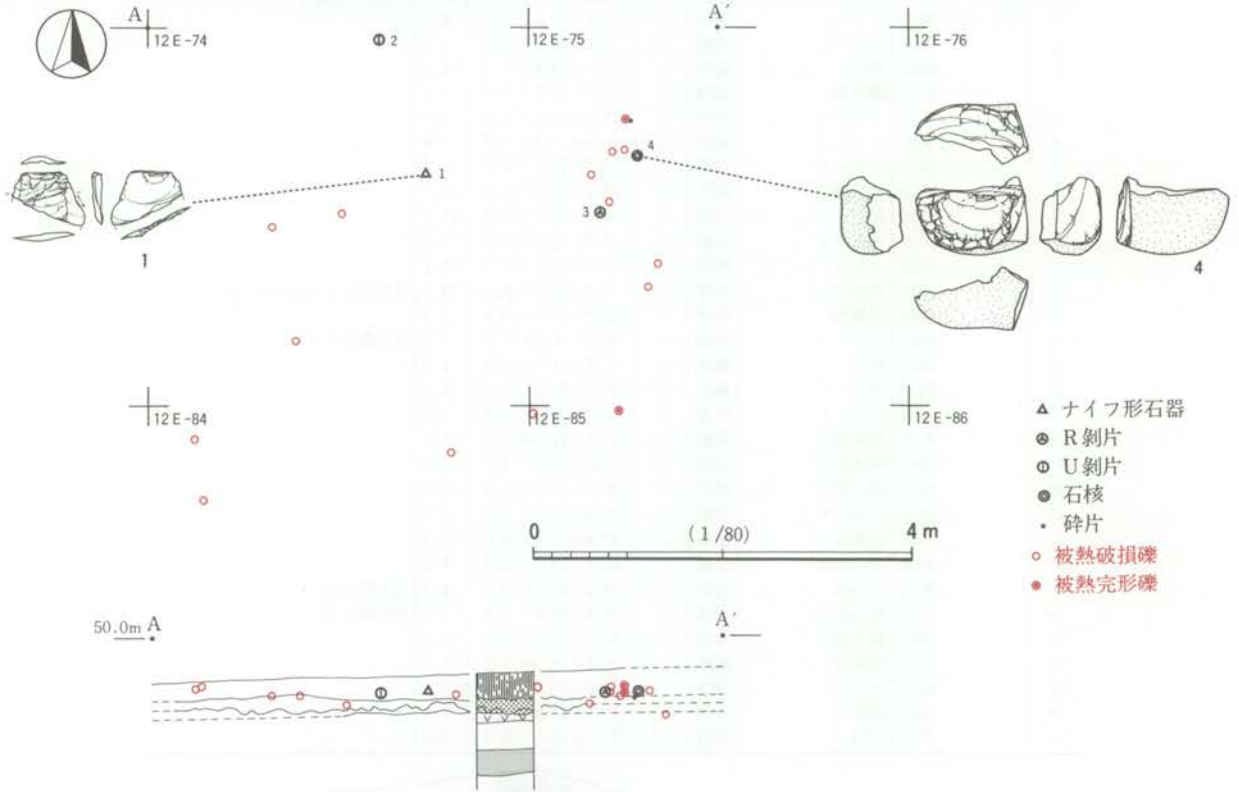 A
A′
12E-74
2
12E-75
12E-76
4
1
3
1
4
12E-84
12E-85
12E-86
△ ナイフ形石器
R剝片
U剝片
◎ 石核
・ 砕片
○ 被熱破損礫
被熱完形礫
0 (1/80) 4m
50.0m A
A′